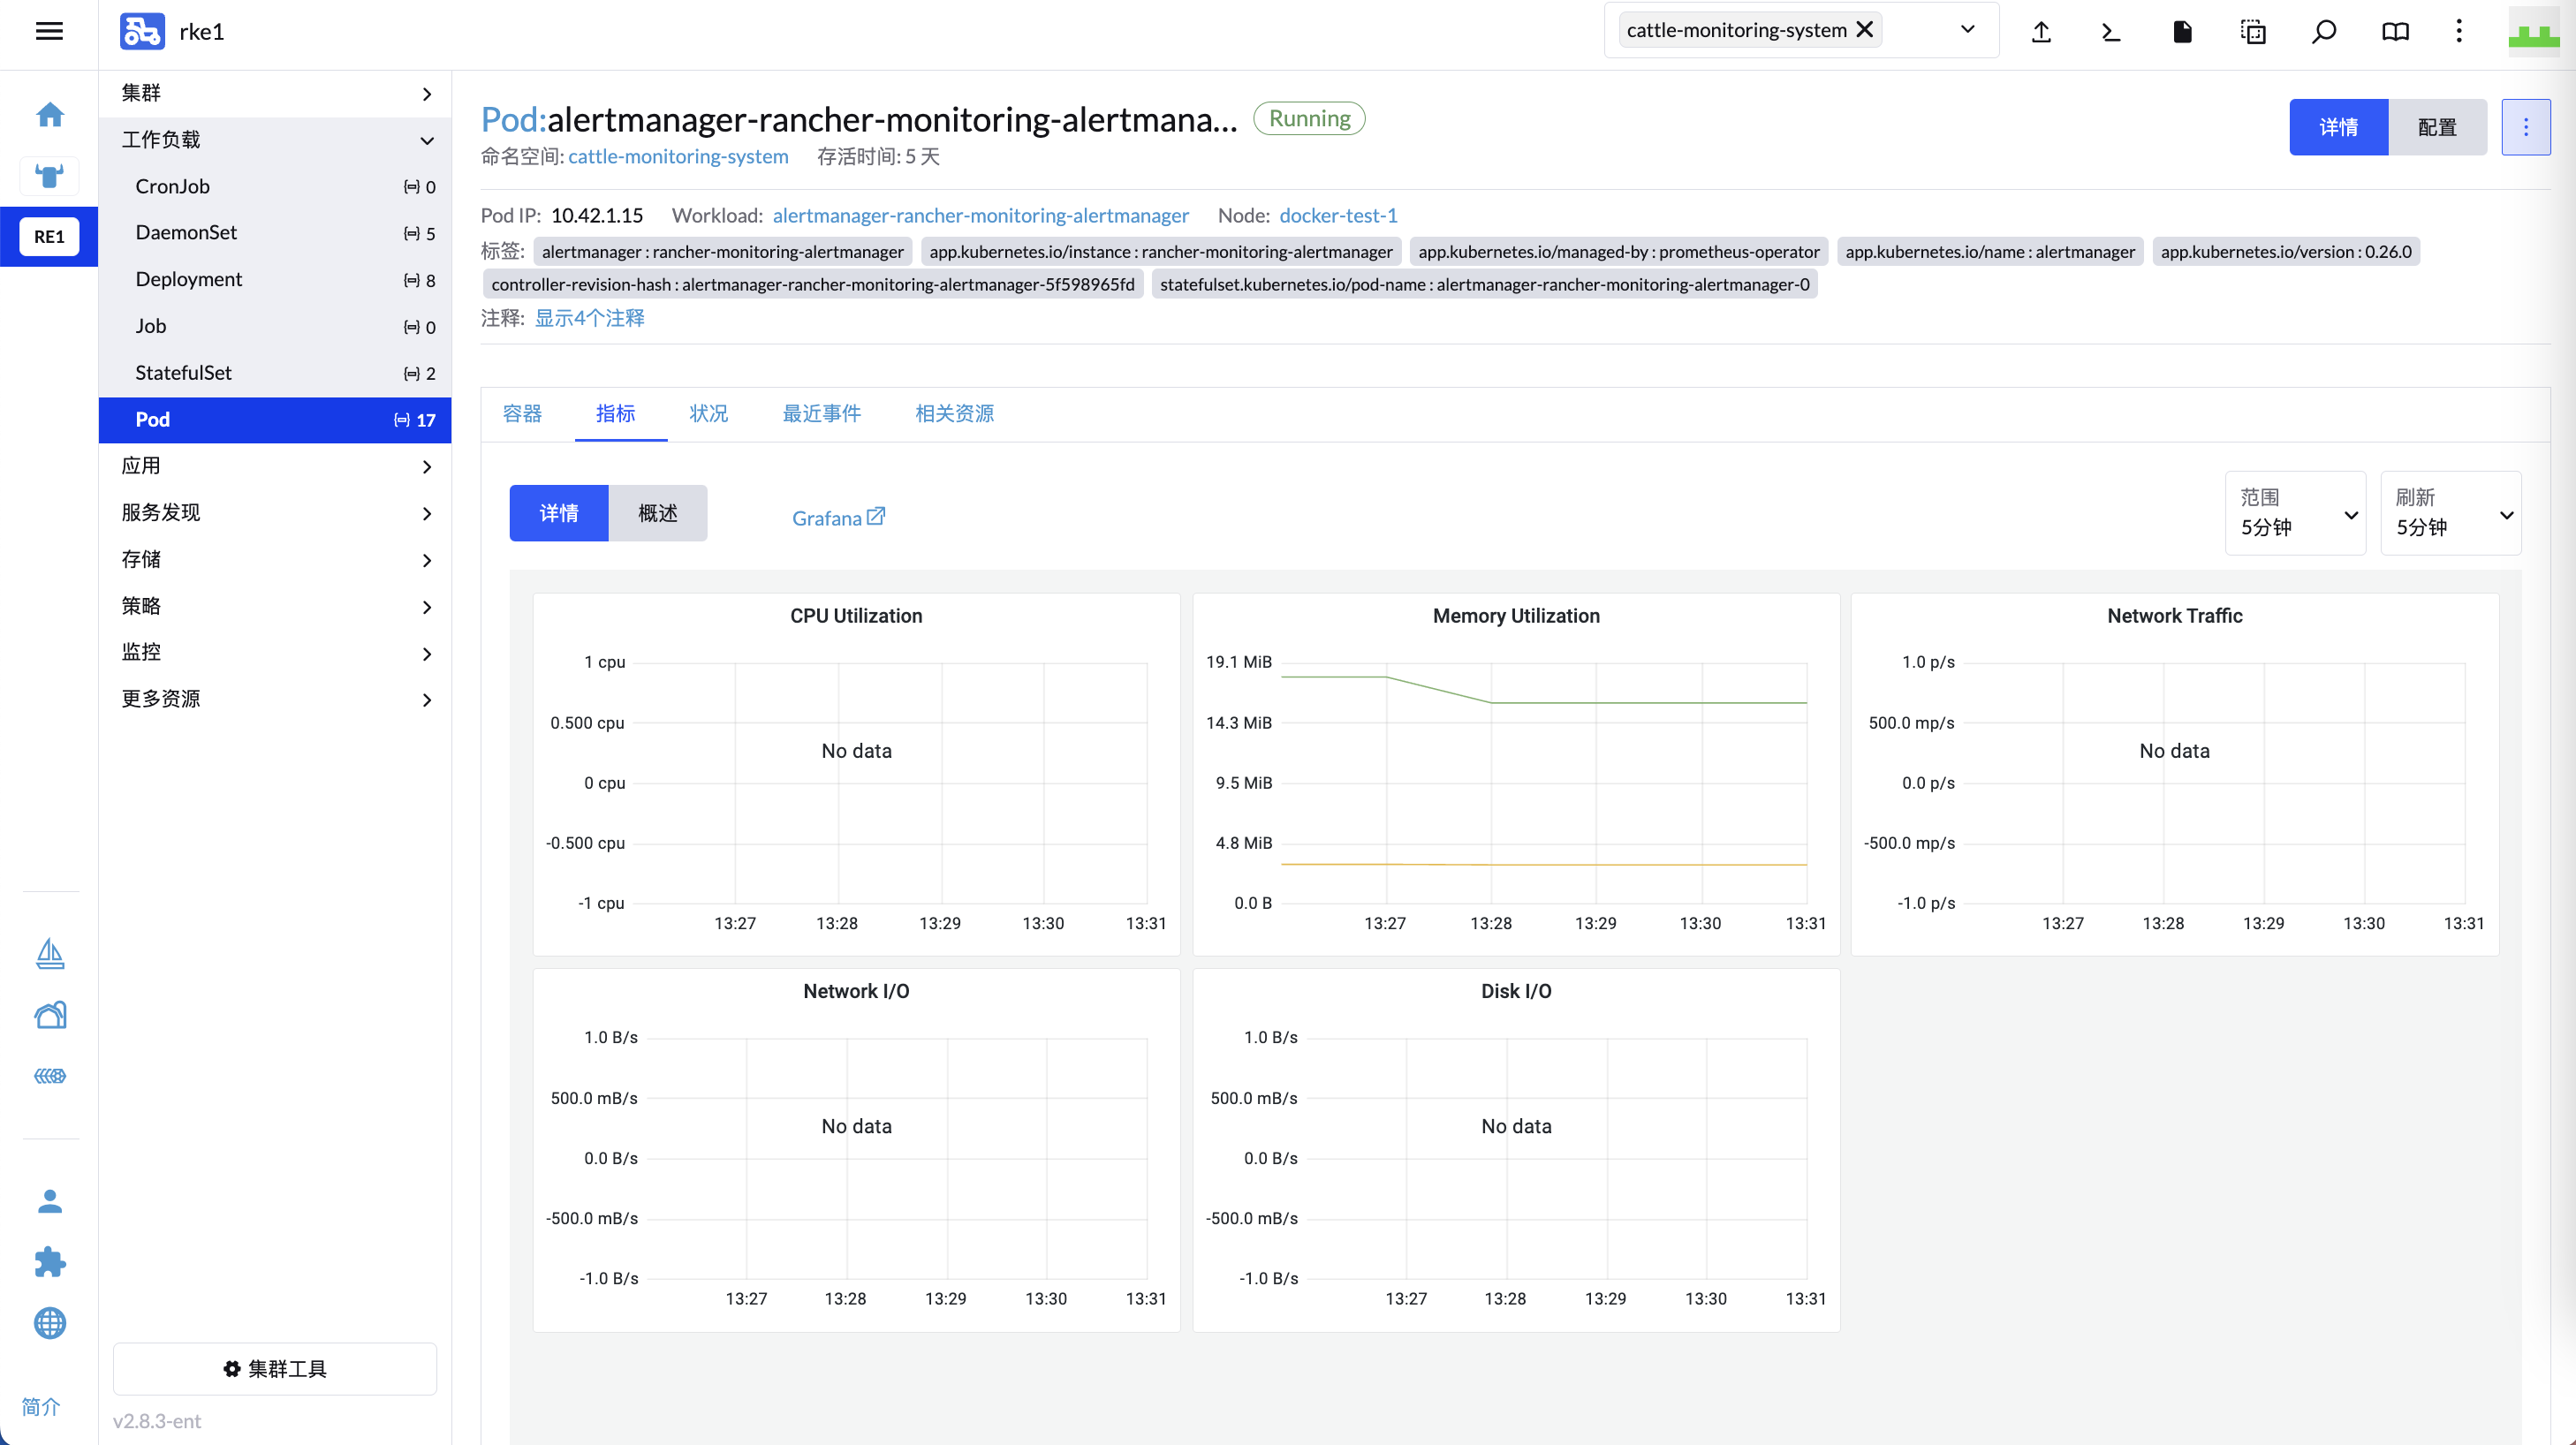 rke1
cattle-monitoring-system
RE1
简介
集群
工作负载
CronJob 0
DaemonSet 5
Deployment 8
Job 0
StatefulSet 2
Pod 17
应用
服务发现
存储
策略
监控
更多资源
集群工具
v2.8.3-ent
Pod:alertmanager-rancher-monitoring-alertmana... Running
详情 配置
命名空间: cattle-monitoring-system 存活时间: 5 天
Pod IP: 10.42.1.15 Workload: alertmanager-rancher-monitoring-alertmanager Node: docker-test-1
标签: alertmanager : rancher-monitoring-alertmanager app.kubernetes.io/instance : rancher-monitoring-alertmanager app.kubernetes.io/managed-by : prometheus-operator app.kubernetes.io/name : alertmanager app.kubernetes.io/version : 0.26.0
controller-revision-hash : alertmanager-rancher-monitoring-alertmanager-5f598965fd statefulset.kubernetes.io/pod-name : alertmanager-rancher-monitoring-alertmanager-0
注释: 显示4个注释
容器 指标 状况 最近事件 相关资源
详情 概述 Grafana
范围
5分钟
刷新
5分钟
CPU Utilization
1 cpu
0.500 cpu
No data
0 cpu
-0.500 cpu
-1 cpu
13:27 13:28 13:29 13:30 13:31
Memory Utilization
19.1 MiB
14.3 MiB
9.5 MiB
4.8 MiB
0.0 B
13:27 13:28 13:29 13:30 13:31
Network Traffic
1.0 p/s
500.0 mp/s
No data
0.0 p/s
-500.0 mp/s
-1.0 p/s
13:27 13:28 13:29 13:30 13:31
Network I/O
1.0 B/s
500.0 mB/s
No data
0.0 B/s
-500.0 mB/s
-1.0 B/s
13:27 13:28 13:29 13:30 13:31
Disk I/O
1.0 B/s
500.0 mB/s
No data
0.0 B/s
-500.0 mB/s
-1.0 B/s
13:27 13:28 13:29 13:30 13:31